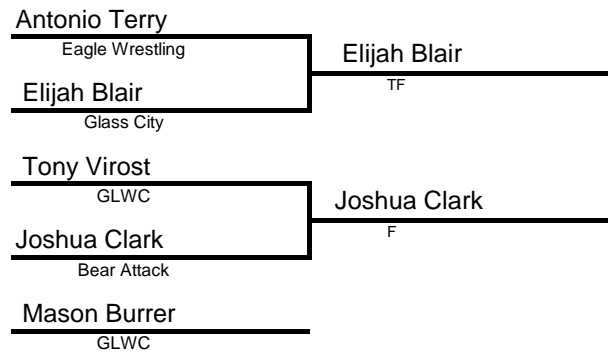 Antonio Terry
Eagle Wrestling
Elijah Blair
Glass City
Elijah Blair
TF
Tony Virost
GLWC
Joshua Clark
Bear Attack
Joshua Clark
F
Mason Burrer
GLWC